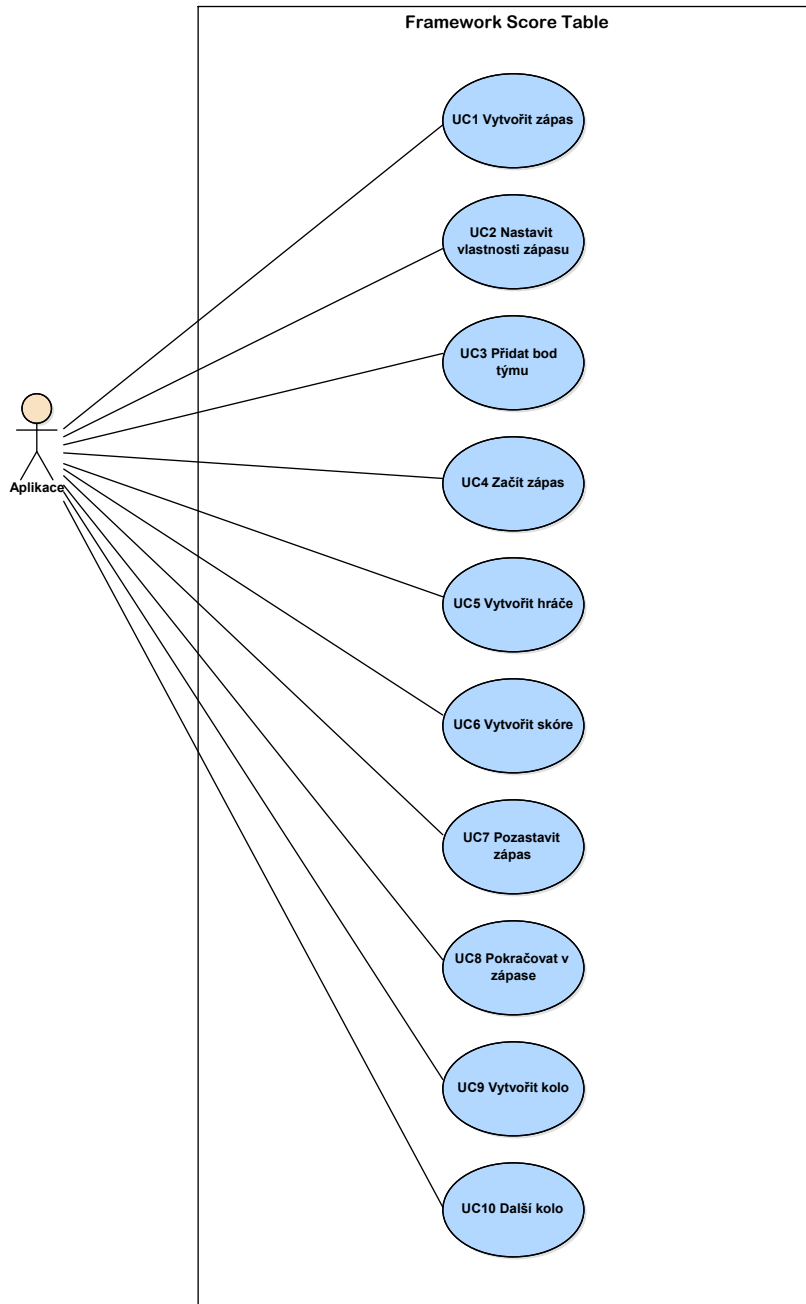 Framework Score Table
UC1 Vytvořit zápas
UC2 Nastavit
vlastnosti zápasu
UC3 Přidat bod
týmu
Aplikace
UC4 Začít zápas
UC5 Vytvořit hráče
UC6 Vytvořit skóre
UC7 Pozastavit
zápas
UC8 Pokračovat v
zápase
UC9 Vytvořit kolo
UC10 Další kolo